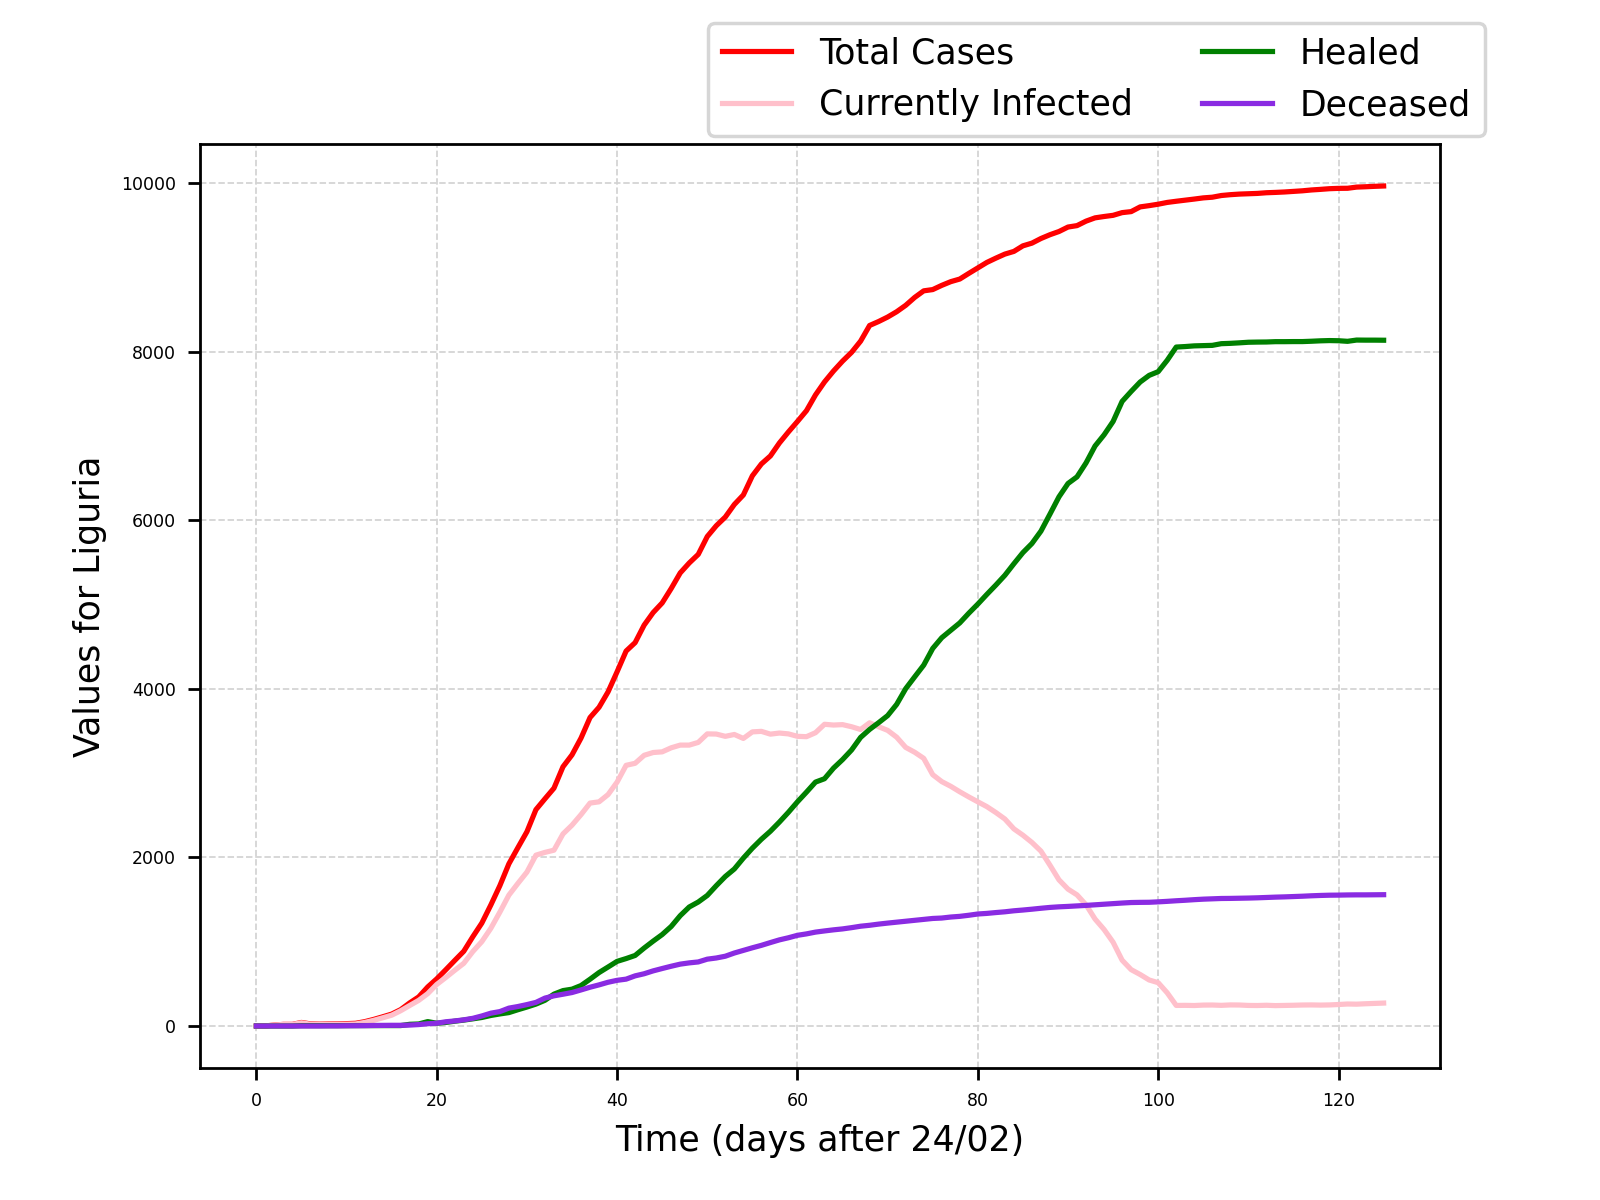 Total Cases
Currently Infected
Healed
Deceased
Values for Liguria
10000
8000
6000
4000
2000
0
0 20 40 60 80 100 120
Time (days after 24/02)